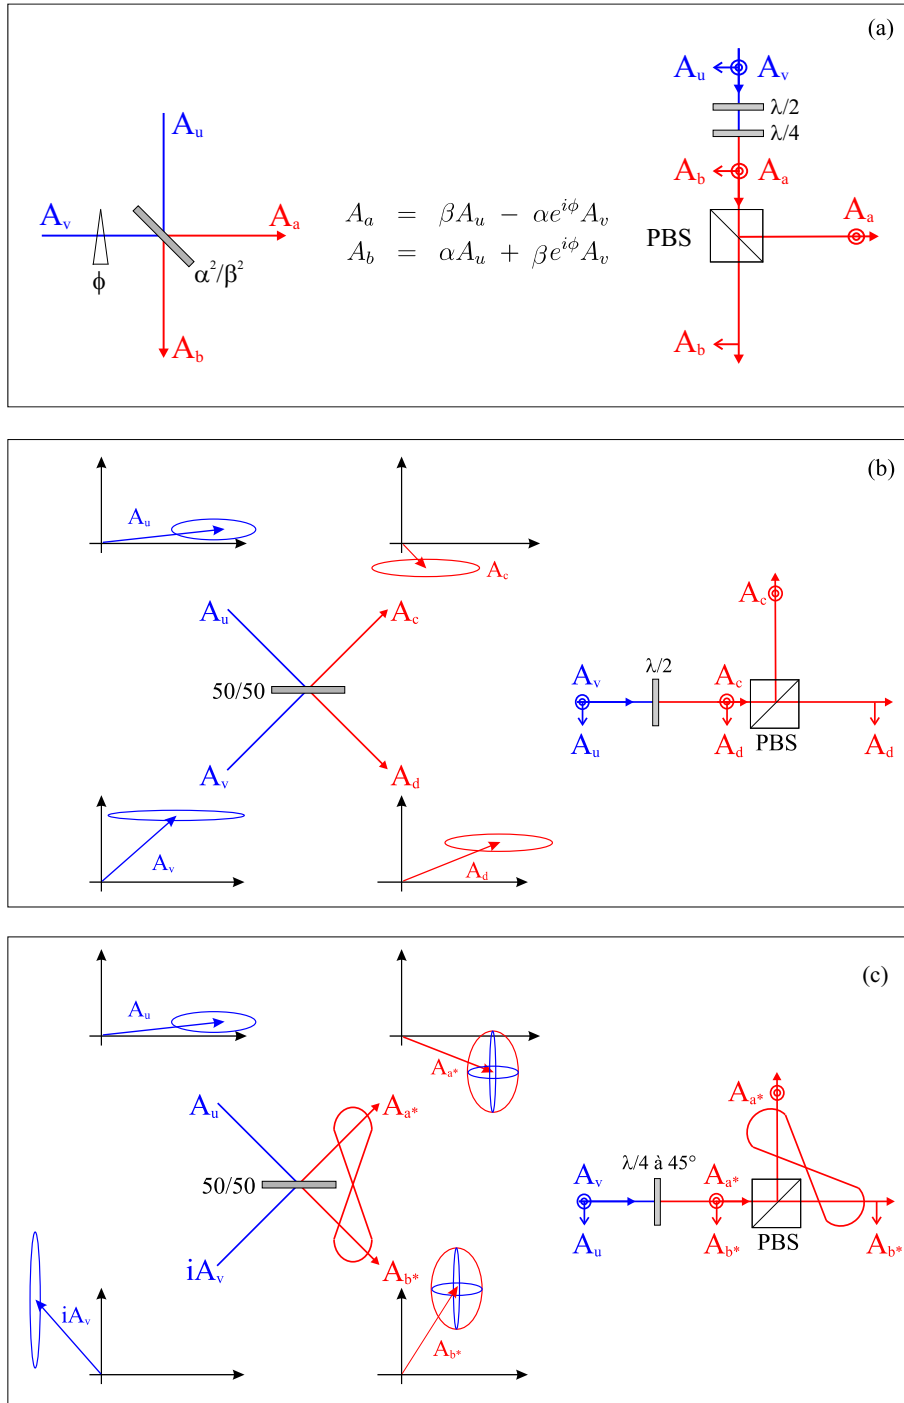 (a)
A_u
A_v
A_a
ϕ
α²/β²
A_b
A_a = βA_u − αe^{iϕ}A_v
A_b = αA_u + βe^{iϕ}A_v
A_u A_v
λ/2
λ/4
A_b A_a
PBS
A_a
A_b
(b)
A_u
A_c
A_u
A_c
50/50
A_v
A_d
A_v
A_d
A_c
λ/2
A_v
A_c
A_u
A_d
PBS
A_d
(c)
A_u
A_a*
A_u
A_a*
50/50
iA_v
A_b*
iA_v
A_b*
A_a*
λ/4 à 45°
A_v
A_a*
A_u
A_b*
PBS
A_b*